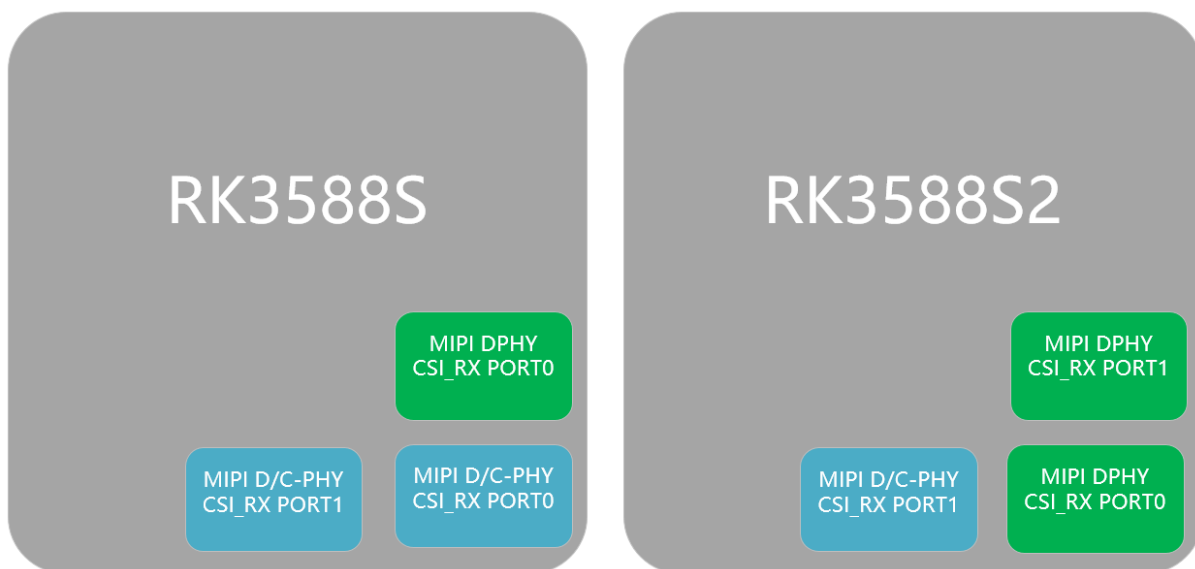 RK3588S
MIPI DPHY
CSI_RX PORT0
MIPI D/C-PHY
CSI_RX PORT1
MIPI D/C-PHY
CSI_RX PORT0
RK3588S2
MIPI DPHY
CSI_RX PORT1
MIPI D/C-PHY
CSI_RX PORT1
MIPI DPHY
CSI_RX PORT0